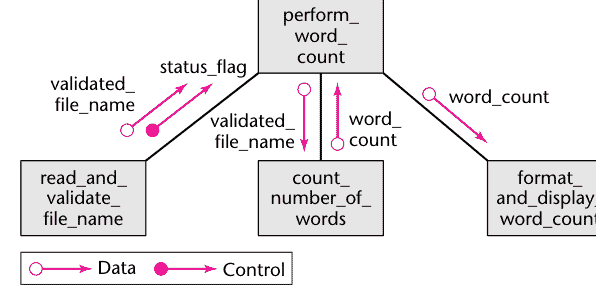 perform_
word_
count
status_flag
validated_
file_name
validated_
file_name
word_
count
word_count
read_and_
validate_
file_name
count_
number_of_
words
format_
and_display_
word_count
Data
Control